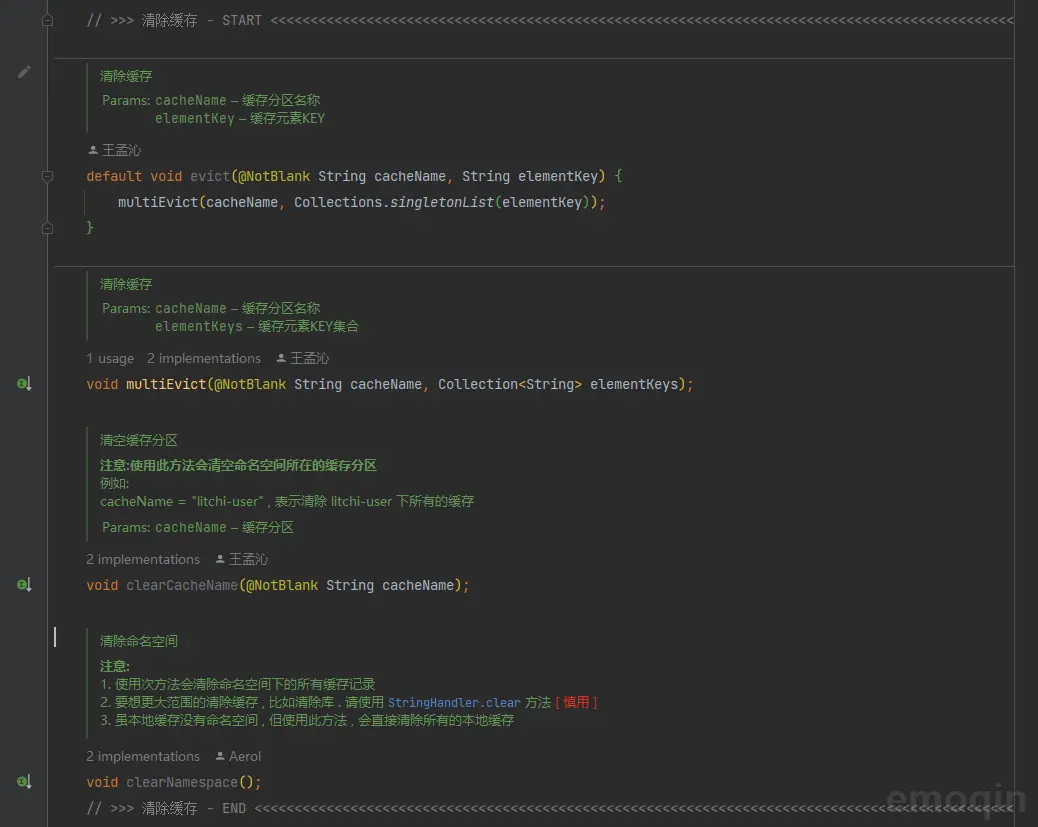 // >>> 清除缓存 - START <<<<<<<<<<<<<<<<<<<<<<<<<<<<<<<<<<<<<<<<<<<<<<<<<<<<<<<<<<<<<<<<<<<<<<<<<<<<<<<<<<<<<<<<<<<<<
清除缓存
Params: cacheName – 缓存分区名称
elementKey – 缓存元素KEY
王孟沁
default void evict(@NotBlank String cacheName, String elementKey) {
multiEvict(cacheName, Collections.singletonList(elementKey));
}
清除缓存
Params: cacheName – 缓存分区名称
elementKeys – 缓存元素KEY集合
1 usage 2 implementations 王孟沁
void multiEvict(@NotBlank String cacheName, Collection<String> elementKeys);
清空缓存分区
注意:使用此方法会清空命名空间所在的缓存分区
例如:
cacheName = "litchi-user" , 表示清除 litchi-user 下所有的缓存
Params: cacheName – 缓存分区
2 implementations 王孟沁
void clearCacheName(@NotBlank String cacheName);
清除命名空间
注意:
1. 使用次方法会清除命名空间下的所有缓存记录
2. 要想更大范围的清除缓存 , 比如清除库 . 请使用 StringHandler.clear 方法 [ 慎用 ]
3. 虽本地缓存没有命名空间 , 但使用此方法 , 会直接清除所有的本地缓存
2 implementations Aerol
void clearNamespace();
// >>> 清除缓存 - END <<<<<<<<<<<<<<<<<<<<<<<<<<<<<<<<<<<<<<<<<<<<<<<<<<<<<<<<<<<<<<<<<<<<<<<<<<<<<<<<<<<<<<<<<<<<<<<
emoqin